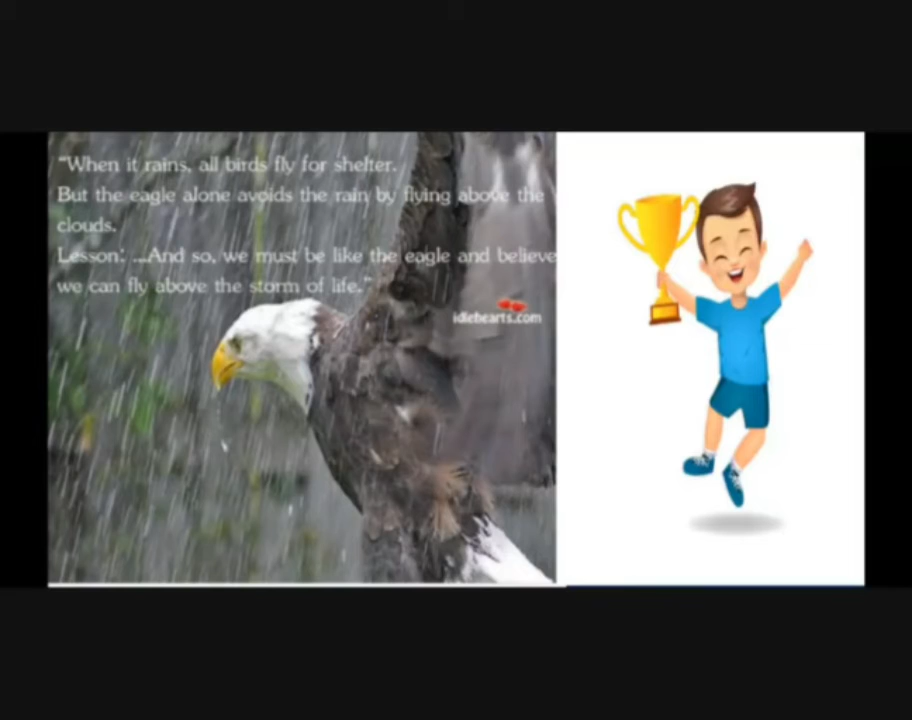 "When it rains, all birds fly for shelter.
But the eagle alone avoids the rain by flying above the
clouds.
Lesson: ...And so, we must be like the eagle and believe
we can fly above the storm of life."
idlehearts.com